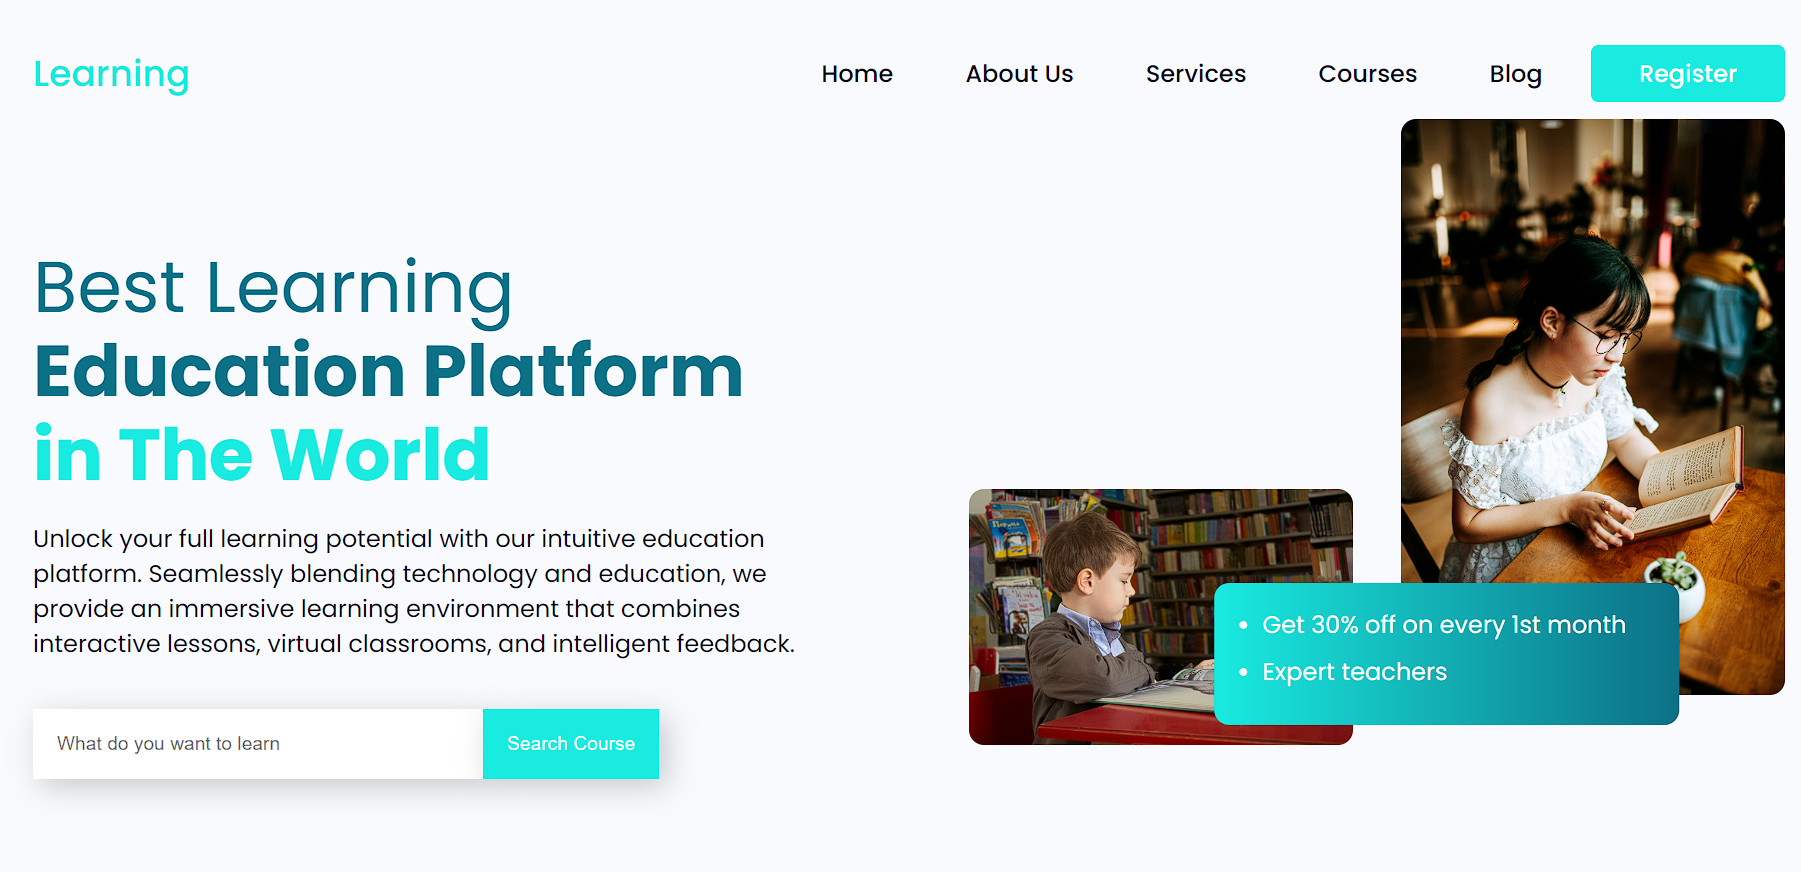 Learning
Home About Us Services Courses Blog Register
Best Learning
Education Platform
in The World
Unlock your full learning potential with our intuitive education
platform. Seamlessly blending technology and education, we
provide an immersive learning environment that combines
interactive lessons, virtual classrooms, and intelligent feedback.
What do you want to learn
Search Course
Get 30% off on every 1st month
Expert teachers